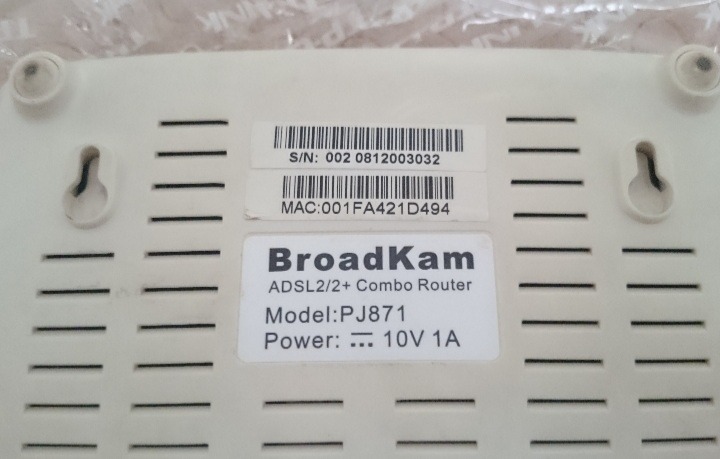 S/N: 002 0812003032
MAC:001FA421D494
BroadKam
ADSL2/2+ Combo Router
Model:PJ871
Power: 10V 1A